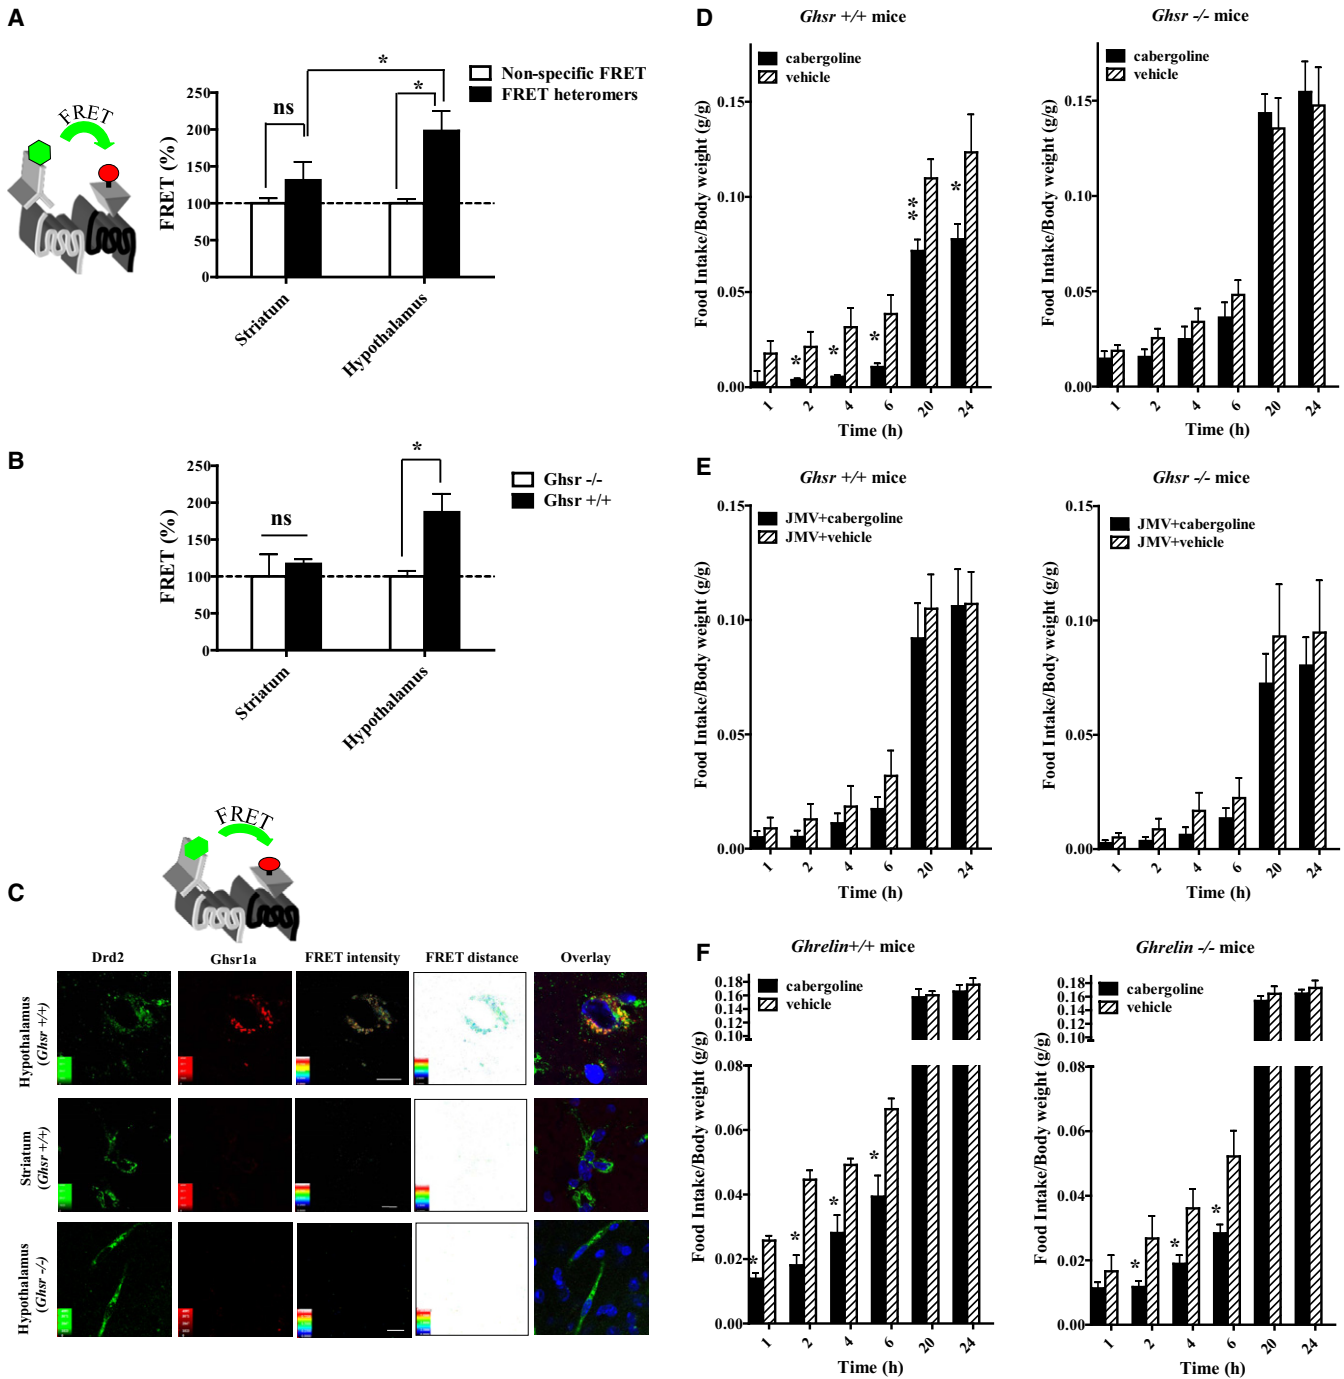 A
FRET
Non-specific FRET
FRET heteromers
*
*
ns
FRET (%)
250
200
150
100
50
0
Striatum
Hypothalamus
B
Ghsr -/-
Ghsr +/+
*
ns
FRET (%)
250
200
150
100
50
0
Striatum
Hypothalamus
FRET
C
Drd2
Ghsr1a
FRET intensity
FRET distance
Overlay
Hypothalamus
(Ghsr +/+)
Striatum
(Ghsr +/+)
Hypothalamus
(Ghsr -/-)
D
Ghsr +/+ mice
cabergoline
vehicle
Food Intake/Body weight (g/g)
0.15
0.10
0.05
0.00
*
*
*
**
*
1 2 4 6 20 24
Time (h)
Ghsr -/- mice
cabergoline
vehicle
Food Intake/Body weight (g/g)
0.15
0.10
0.05
0.00
1 2 4 6 20 24
Time (h)
E
Ghsr +/+ mice
JMV+cabergoline
JMV+vehicle
Food Intake/Body weight (g/g)
0.15
0.10
0.05
0.00
1 2 4 6 20 24
Time (h)
Ghsr -/- mice
JMV+cabergoline
JMV+vehicle
Food Intake/Body weight (g/g)
0.15
0.10
0.05
0.00
1 2 4 6 20 24
Time (h)
F
Ghrelin+/+ mice
cabergoline
vehicle
Food Intake/Body weight (g/g)
0.18
0.16
0.14
0.12
0.10
0.08
0.06
0.04
0.02
0.00
*
*
*
*
1 2 4 6 20 24
Time (h)
Ghrelin -/- mice
cabergoline
vehicle
Food Intake/Body weight (g/g)
0.18
0.16
0.14
0.12
0.10
0.08
0.06
0.04
0.02
0.00
*
*
*
1 2 4 6 20 24
Time (h)